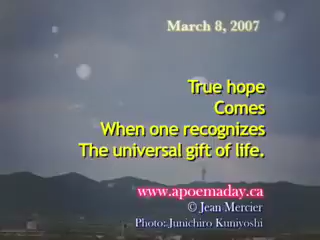 March 8, 2007
True hope
Comes
When one recognizes
The universal gift of life.
www.apoemaday.ca
© Jean Mercier
Photo: Junichiro Kuniyoshi